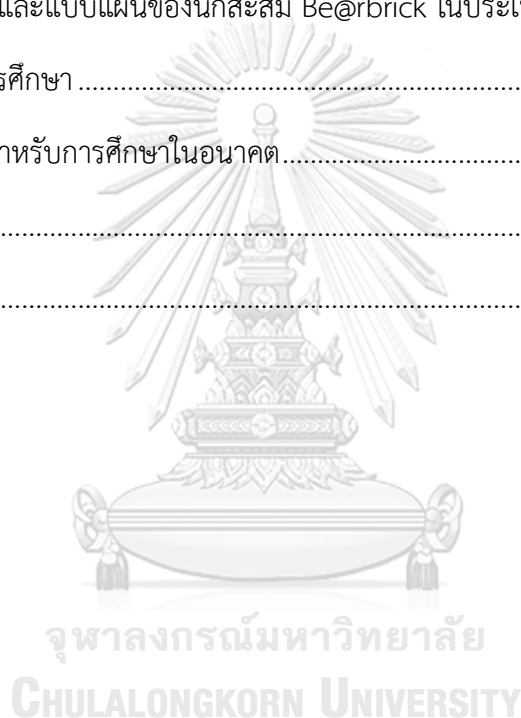 และแบบแผนของนักสะสม Be@rbrick ในประเ
รศึกษา ...........................................................................
ำหรับการศึกษาในอนาคต.......................................
.......................................................................................
.......................................................................................
จุฬาลงกรณ์มหาวิทยาลัย
CHULALONGKORN UNIVERSITY